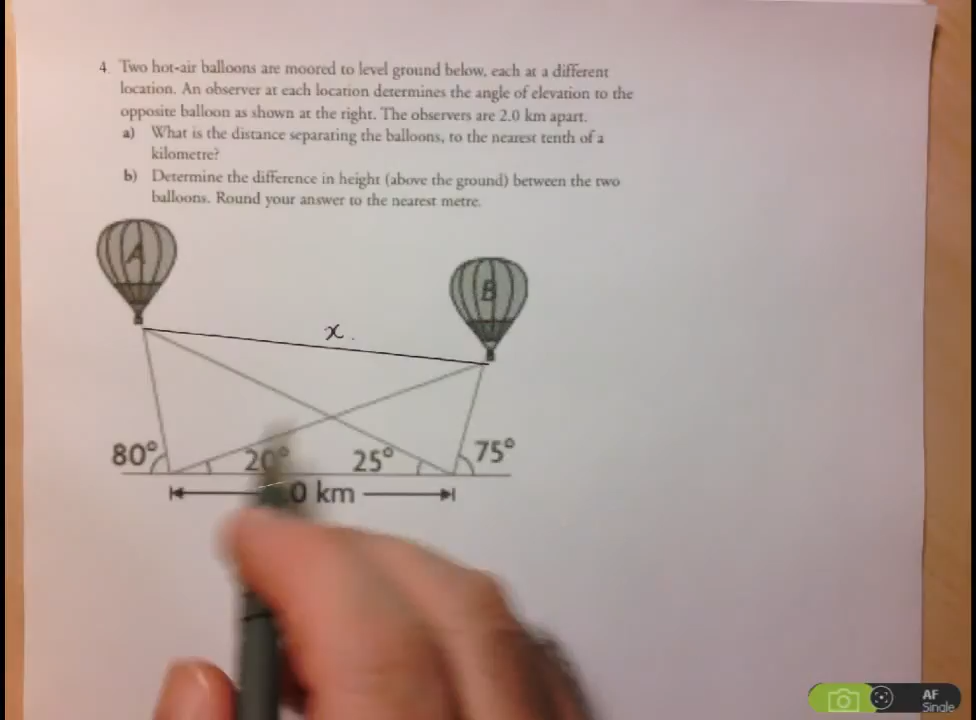 4. Two hot-air balloons are moored to level ground below, each at a different
location. An observer at each location determines the angle of elevation to the
opposite balloon as shown at the right. The observers are 2.0 km apart.
a) What is the distance separating the balloons, to the nearest tenth of a
kilometre?
b) Determine the difference in height (above the ground) between the two
balloons. Round your answer to the nearest metre.
A
B
x.
80° 20° 25° 75°
0 km
AF
Single